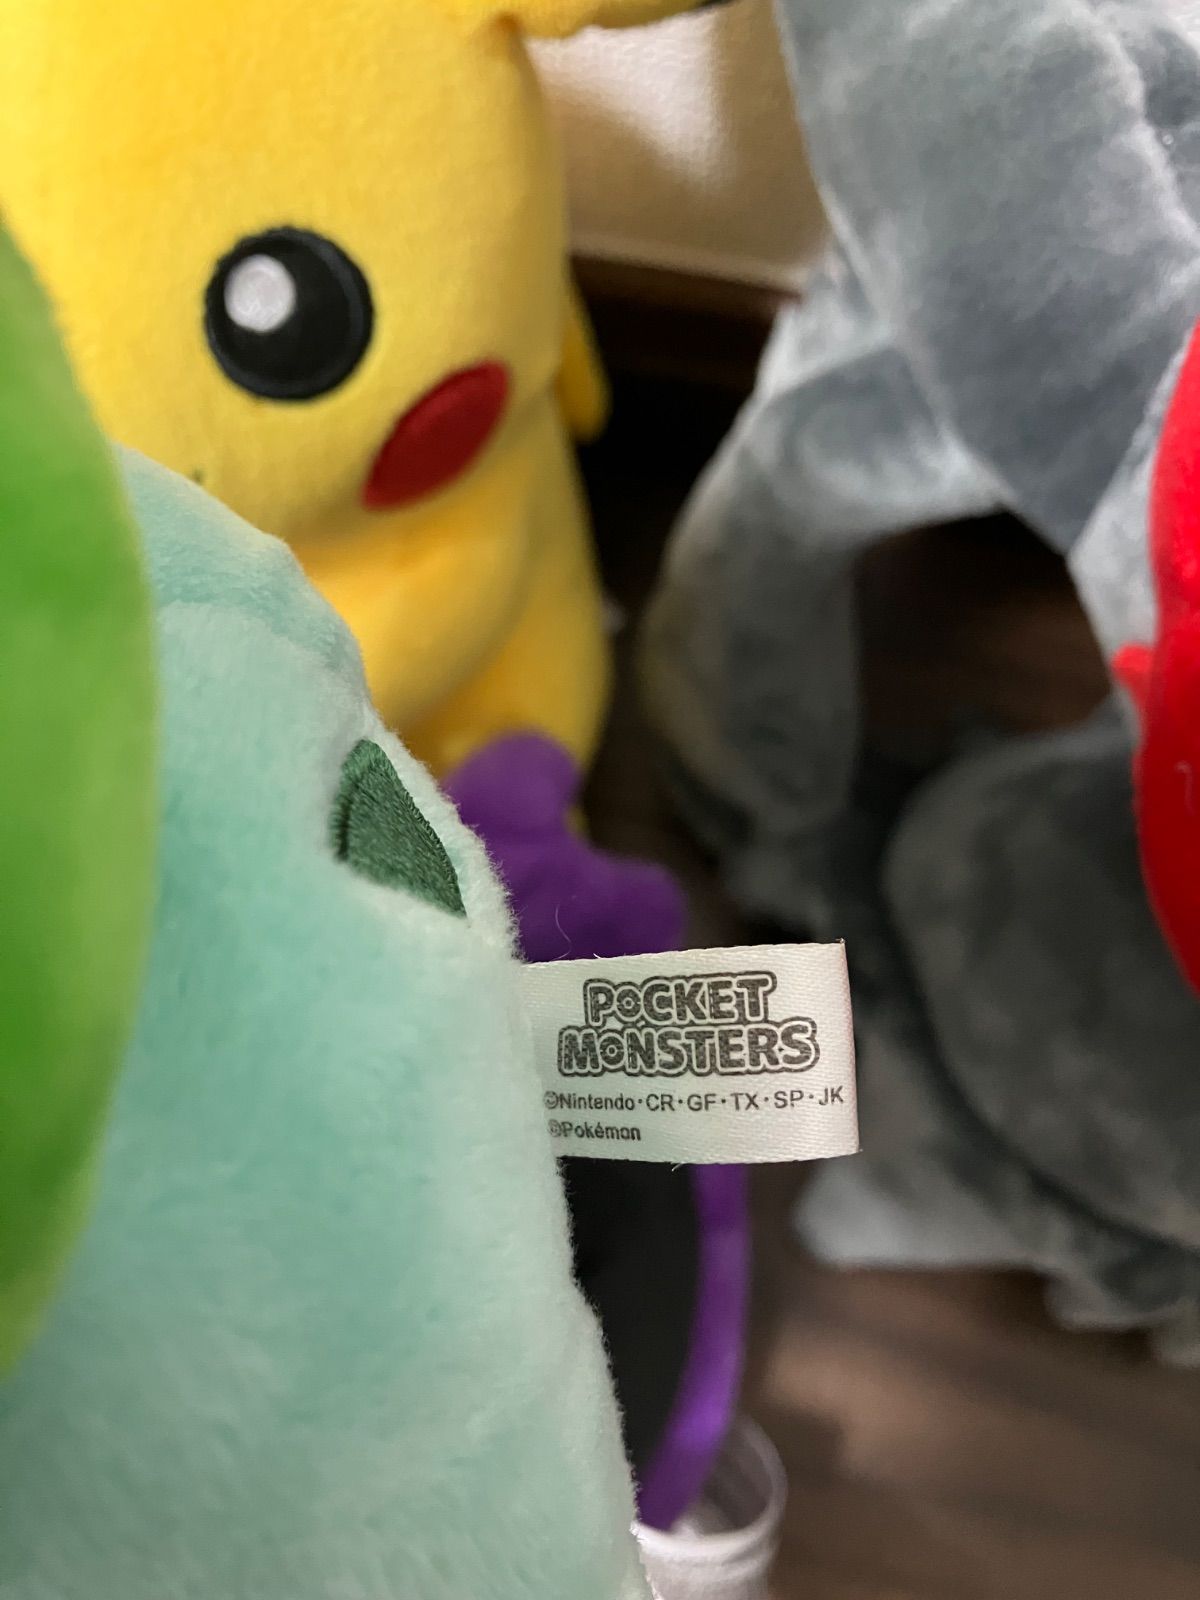 POCKET
MONSTERS
©Nintendo・CR・GF・TX・SP・JK
©Pokémon